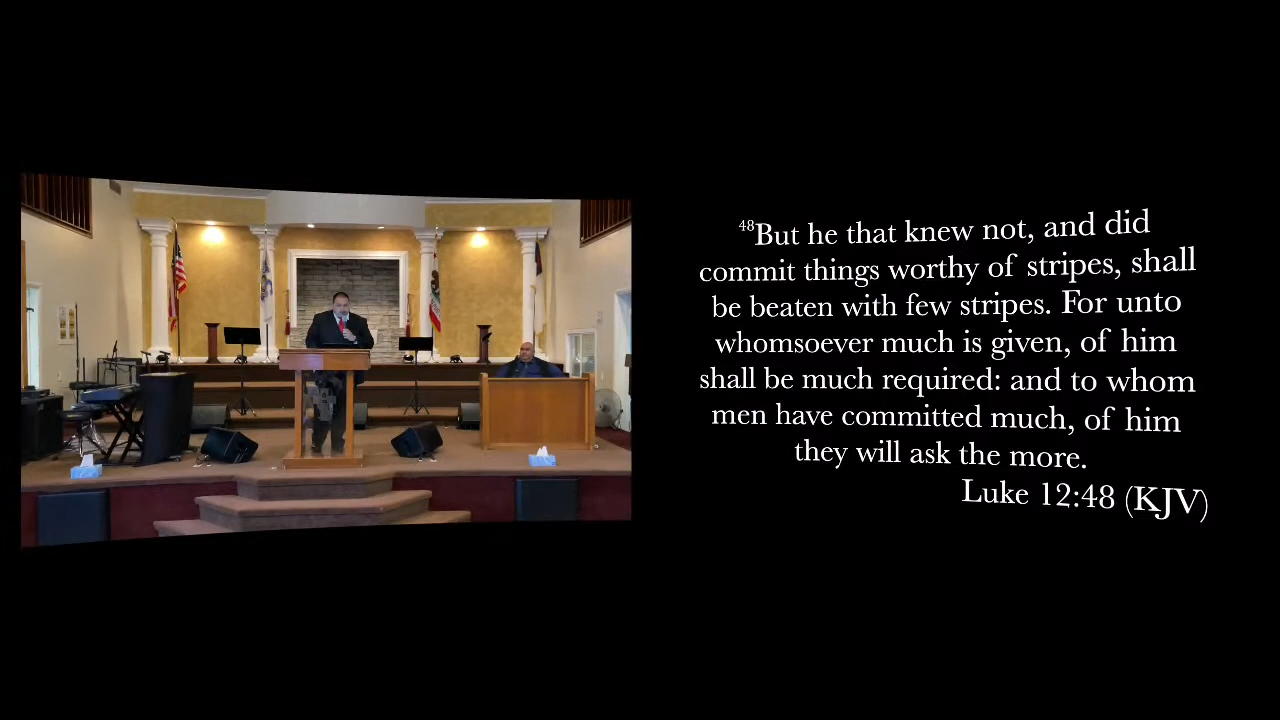 48But he that knew not, and did
commit things worthy of stripes, shall
be beaten with few stripes. For unto
whomsoever much is given, of him
shall be much required: and to whom
men have committed much, of him
they will ask the more.
Luke 12:48 (KJV)